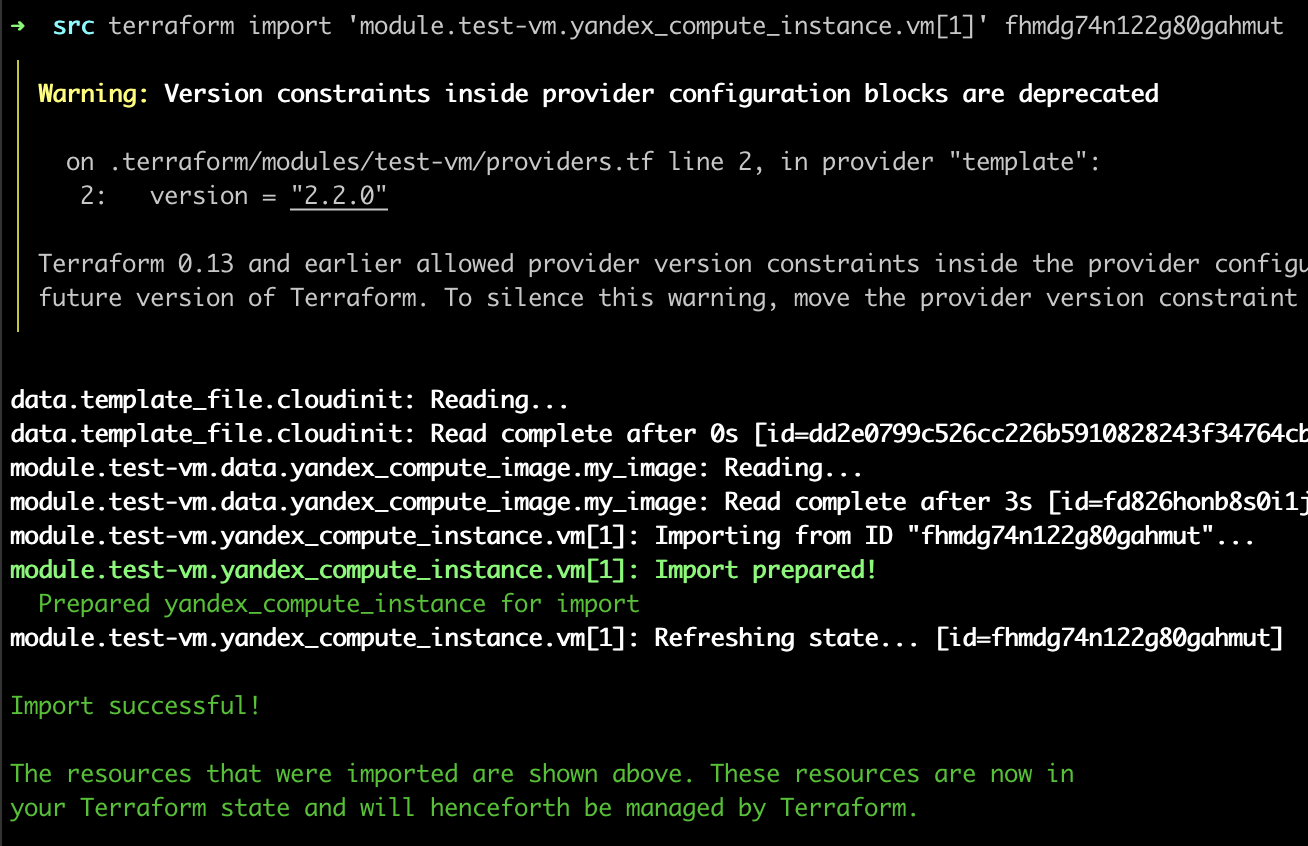 → src terraform import 'module.test-vm.yandex_compute_instance.vm[1]' fhmdg74n122g80gahmut
Warning: Version constraints inside provider configuration blocks are deprecated
on .terraform/modules/test-vm/providers.tf line 2, in provider "template":
2: version = "2.2.0"
Terraform 0.13 and earlier allowed provider version constraints inside the provider configu
future version of Terraform. To silence this warning, move the provider version constraint
data.template_file.cloudinit: Reading...
data.template_file.cloudinit: Read complete after 0s [id=dd2e0799c526cc226b5910828243f34764cb
module.test-vm.data.yandex_compute_image.my_image: Reading...
module.test-vm.data.yandex_compute_image.my_image: Read complete after 3s [id=fd826honb8s0i1j
module.test-vm.yandex_compute_instance.vm[1]: Importing from ID "fhmdg74n122g80gahmut"...
module.test-vm.yandex_compute_instance.vm[1]: Import prepared!
Prepared yandex_compute_instance for import
module.test-vm.yandex_compute_instance.vm[1]: Refreshing state... [id=fhmdg74n122g80gahmut]
Import successful!
The resources that were imported are shown above. These resources are now in
your Terraform state and will henceforth be managed by Terraform.